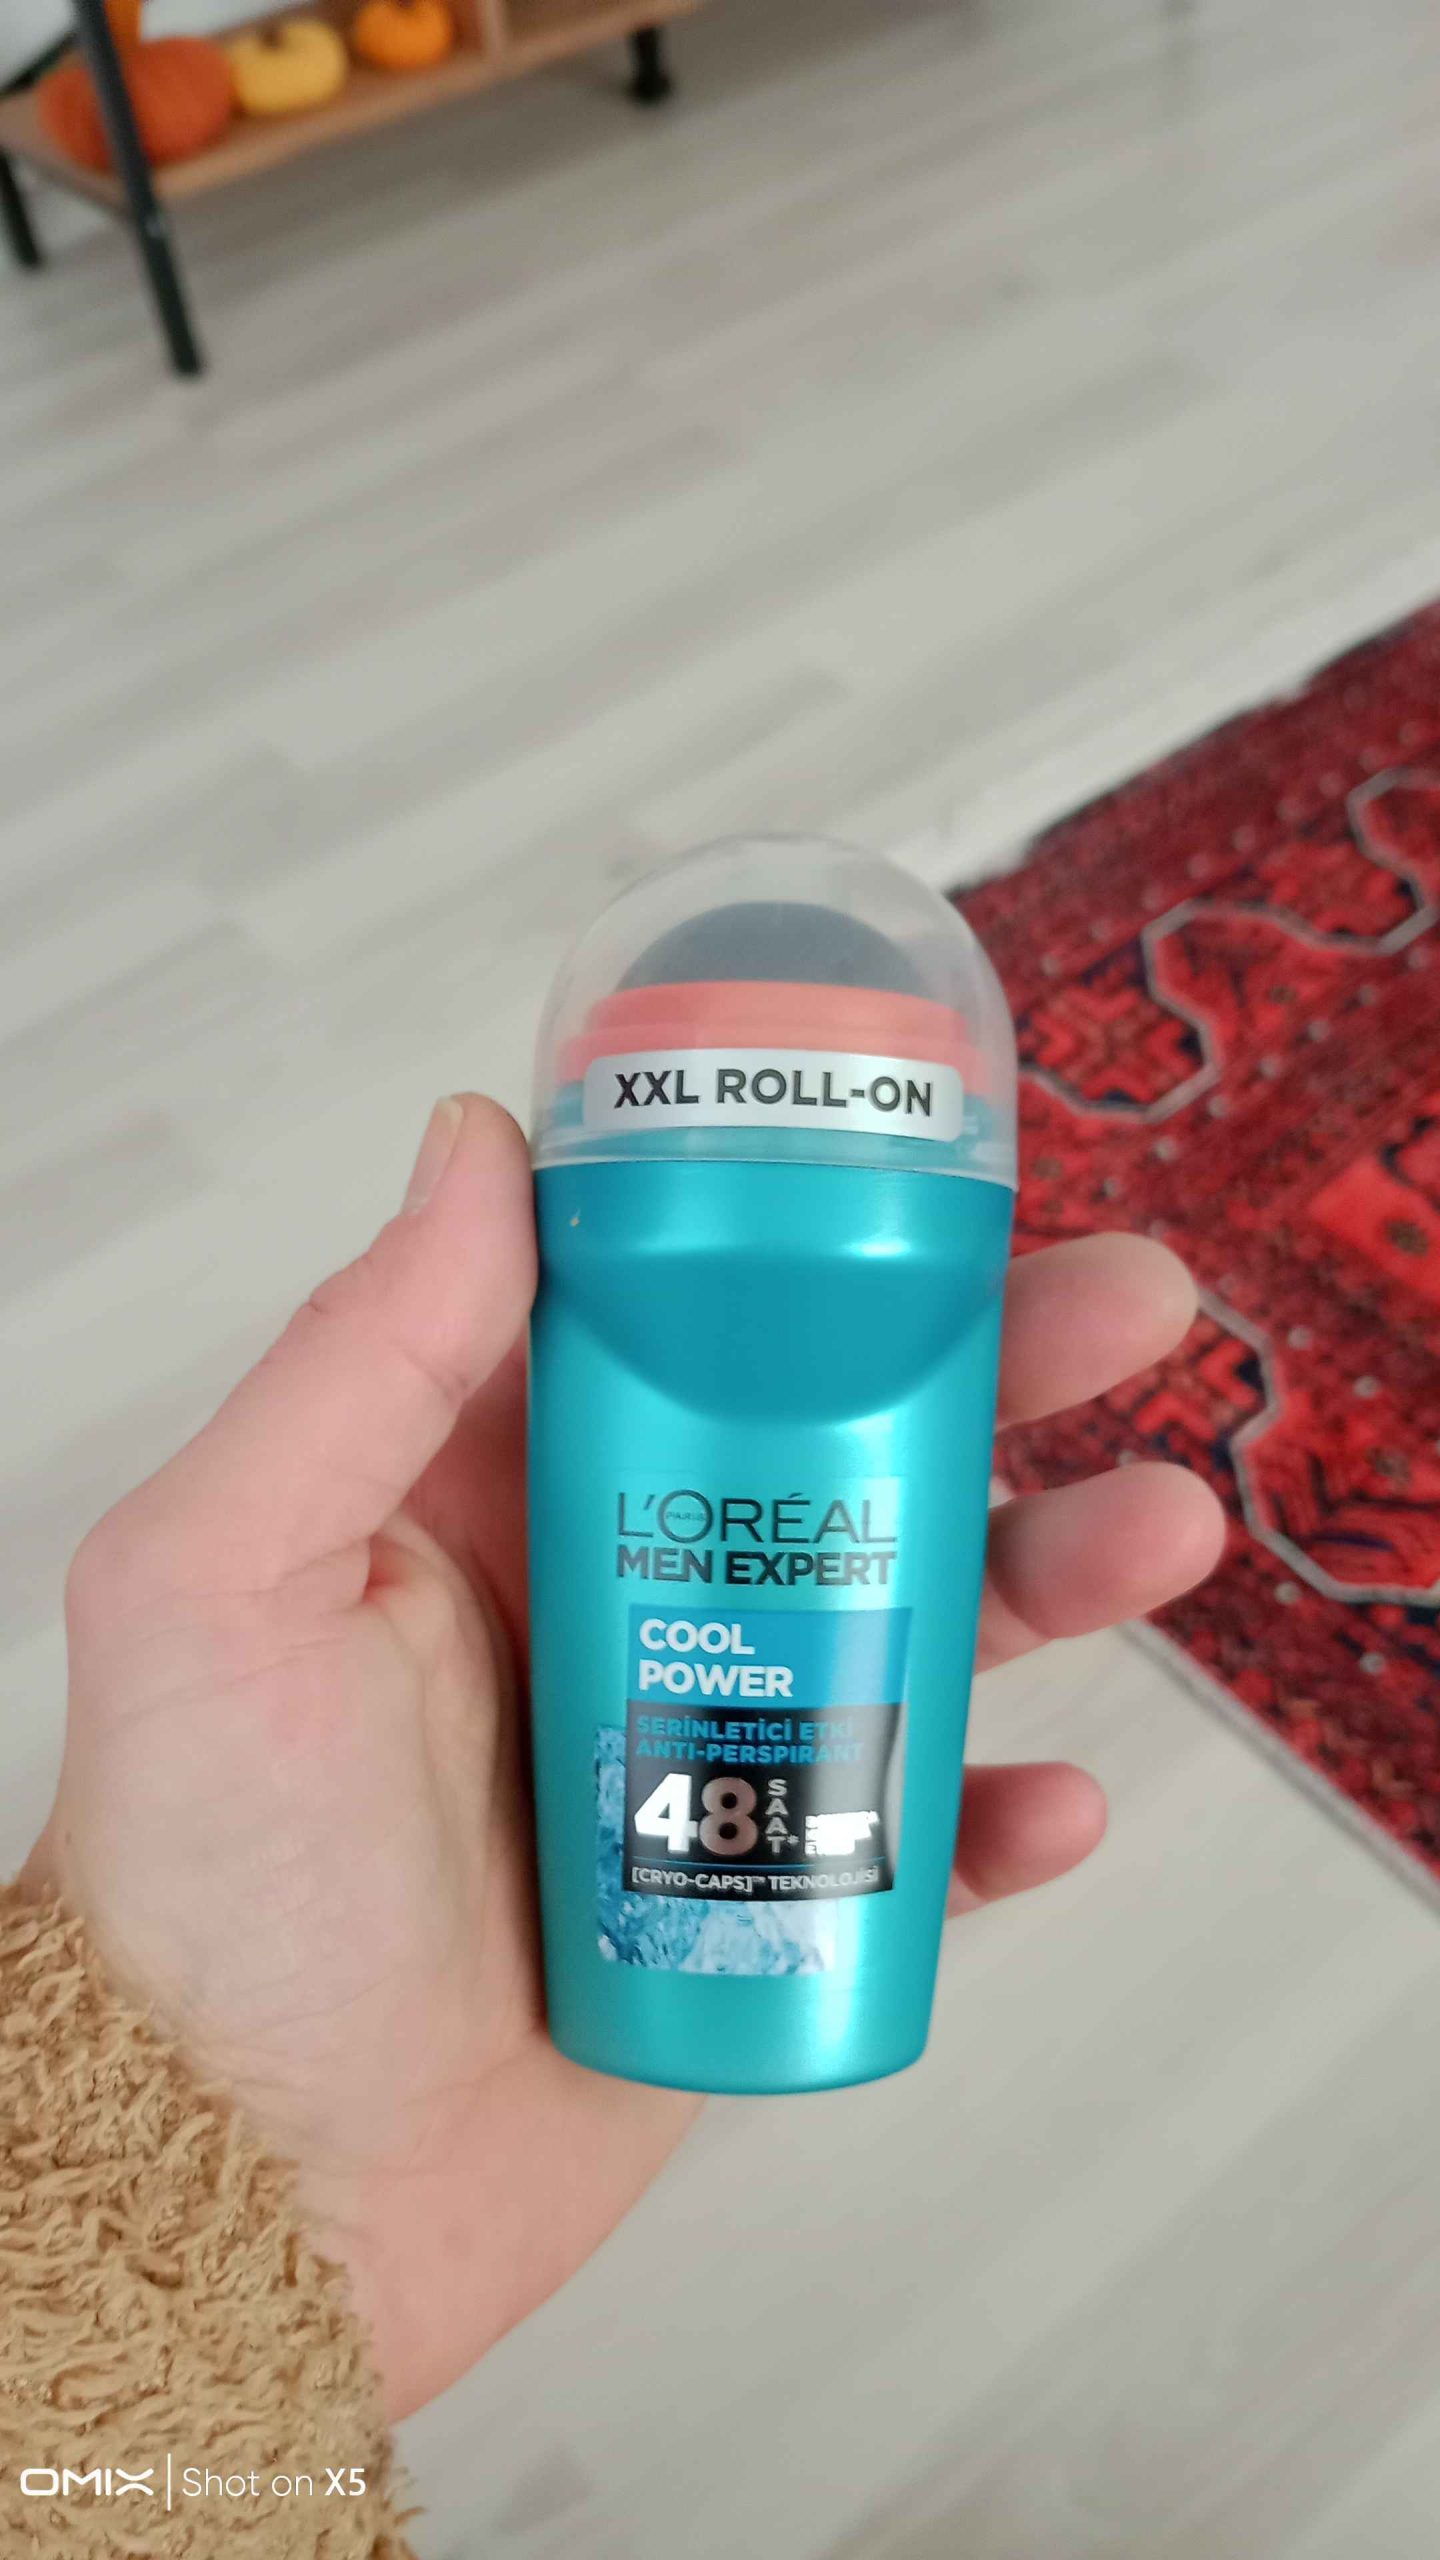 XXL ROLL-ON
L'ORÉAL
PARIS
MEN EXPERT
COOL
POWER
SERİNLETİCİ ETKİ
ANTI-PERSPIRANT
48 SAAT*
[CRYO-CAPS]™ TEKNOLOJİSİ
OMIX | Shot on X5